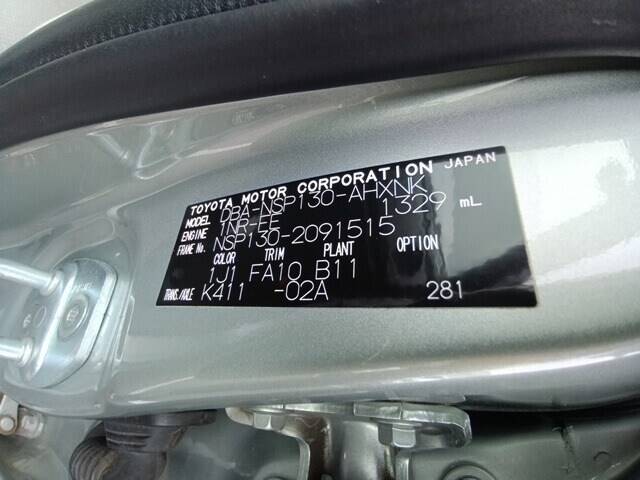 TOYOTA MOTOR CORPORATION JAPAN
MODEL DBA-NSP130-AHXNK
ENGINE 1NR-FE 1329 mL
FRAME No. NSP130-2091515
COLOR TRIM PLANT OPTION
1J1 FA10 B11
TRANS./AXLE K411 -02A 281